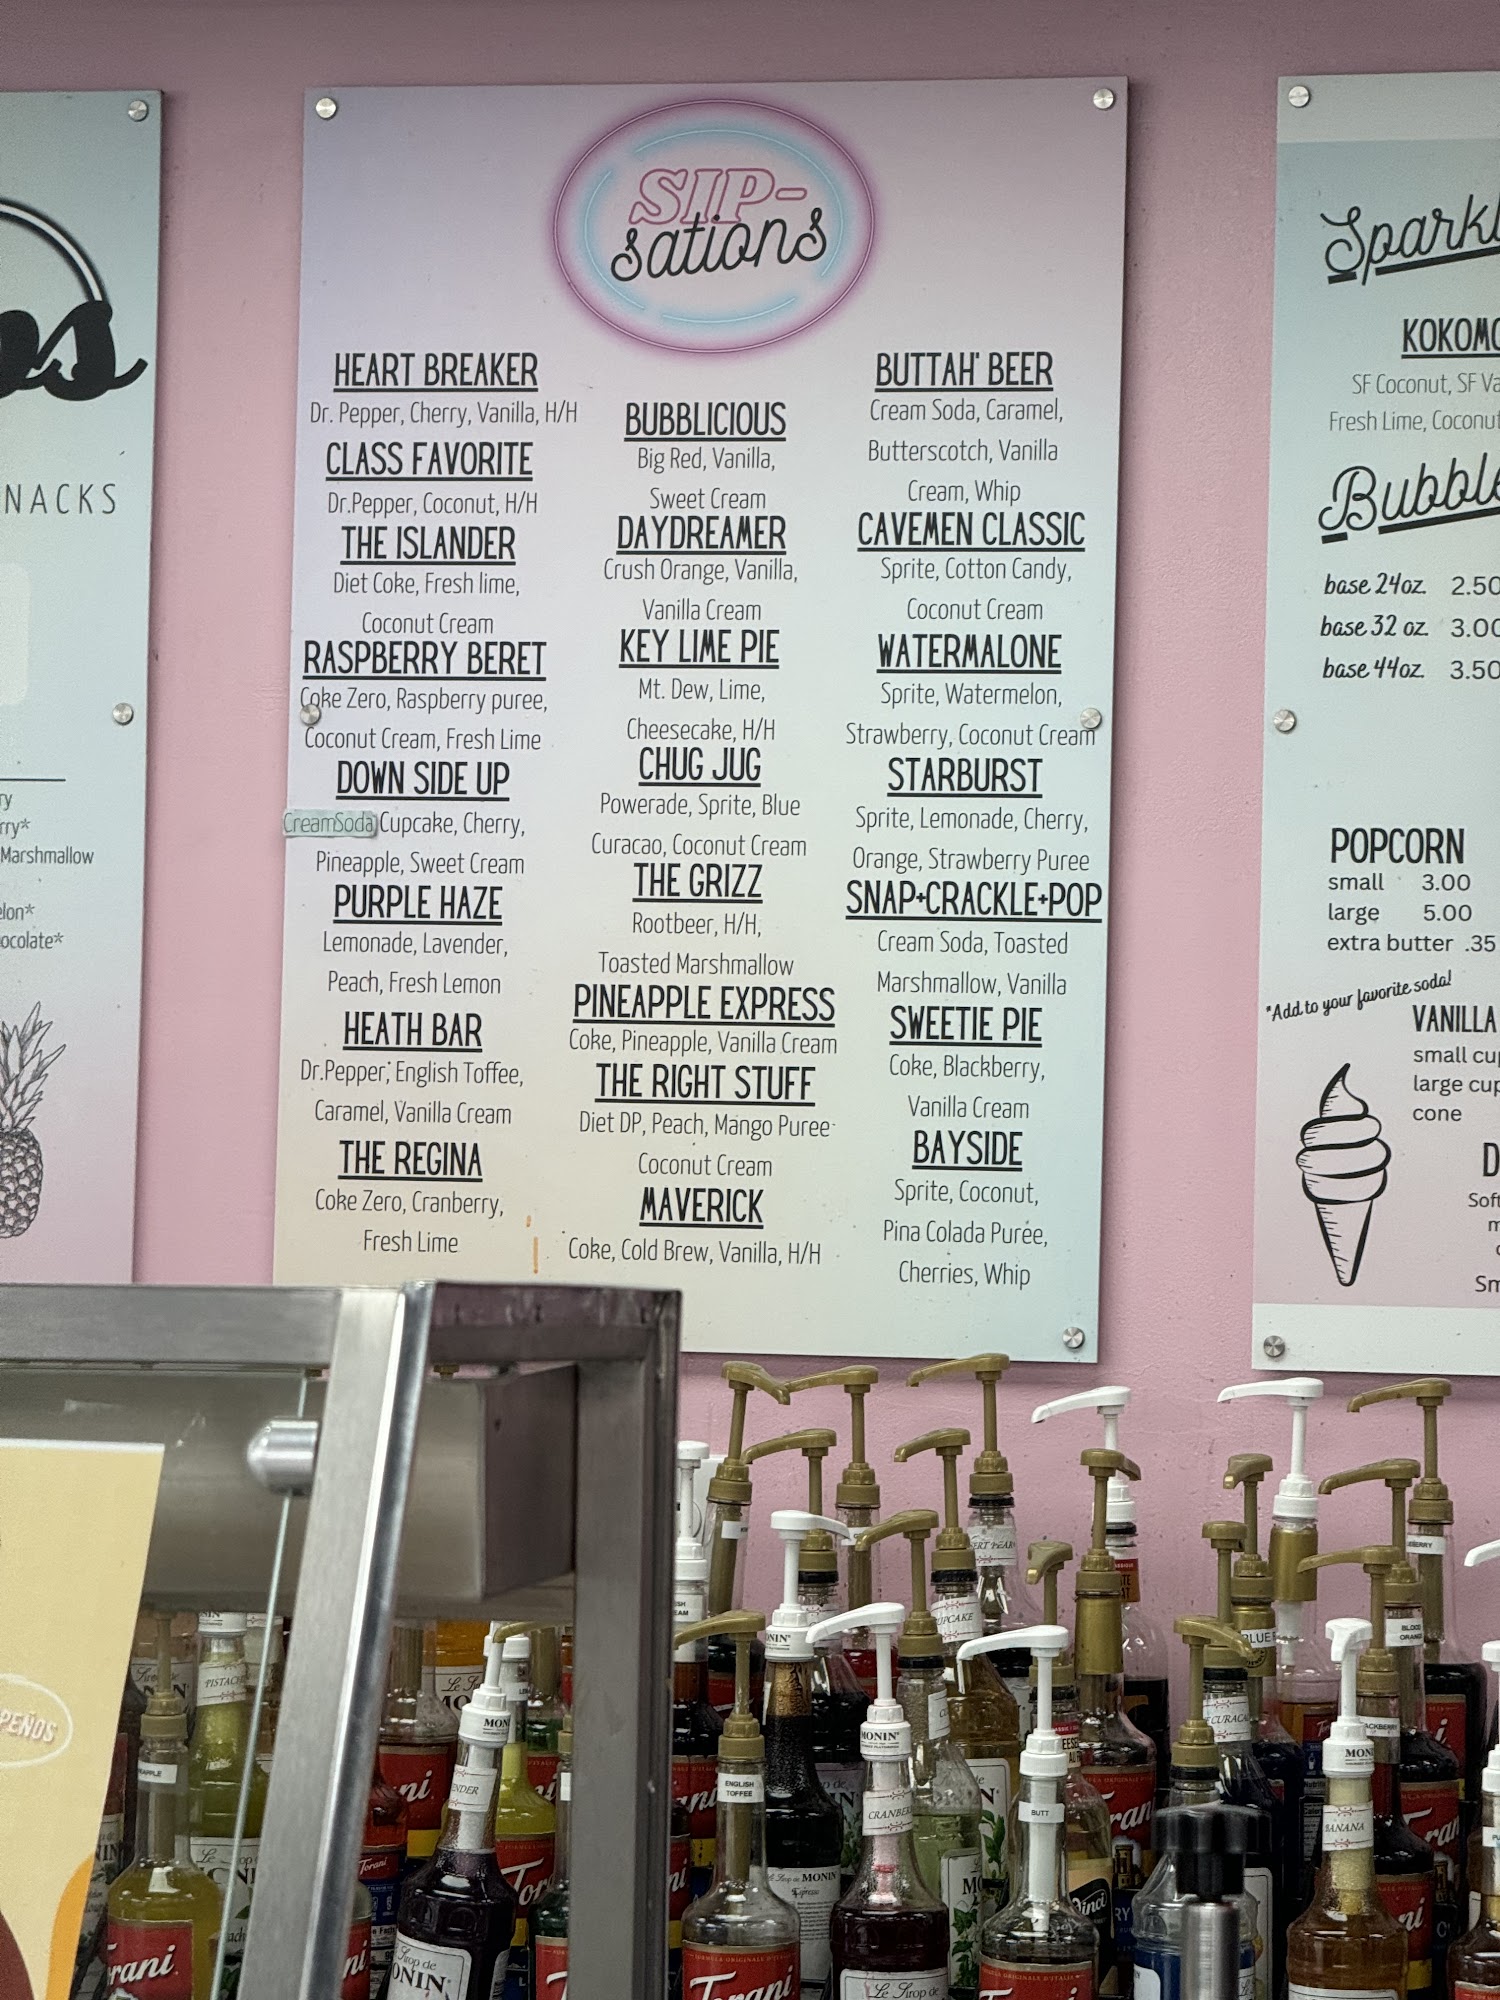 NACKS
Marshmallow
SIP-
sations
HEART BREAKER
Dr. Pepper, Cherry, Vanilla, H/H
CLASS FAVORITE
Dr.Pepper, Coconut, H/H
THE ISLANDER
Diet Coke, Fresh lime,
Coconut Cream
RASPBERRY BERET
Coke Zero, Raspberry puree,
Coconut Cream, Fresh Lime
DOWN SIDE UP
CreamSoda Cupcake, Cherry,
Pineapple, Sweet Cream
PURPLE HAZE
Lemonade, Lavender,
Peach, Fresh Lemon
HEATH BAR
Dr.Pepper, English Toffee,
Caramel, Vanilla Cream
THE REGINA
Coke Zero, Cranberry,
Fresh Lime
BUBBLICIOUS
Big Red, Vanilla,
Sweet Cream
DAYDREAMER
Crush Orange, Vanilla,
Vanilla Cream
KEY LIME PIE
Mt. Dew, Lime,
Cheesecake, H/H
CHUG JUG
Powerade, Sprite, Blue
Curacao, Coconut Cream
THE GRIZZ
Rootbeer, H/H,
Toasted Marshmallow
PINEAPPLE EXPRESS
Coke, Pineapple, Vanilla Cream
THE RIGHT STUFF
Diet DP, Peach, Mango Puree
Coconut Cream
MAVERICK
Coke, Cold Brew, Vanilla, H/H
BUTTAH' BEER
Cream Soda, Caramel,
Butterscotch, Vanilla
Cream, Whip
CAVEMEN CLASSIC
Sprite, Cotton Candy,
Coconut Cream
WATERMALONE
Sprite, Watermelon,
Strawberry, Coconut Cream
STARBURST
Sprite, Lemonade, Cherry,
Orange, Strawberry Puree
SNAP+CRACKLE+POP
Cream Soda, Toasted
Marshmallow, Vanilla
SWEETIE PIE
Coke, Blackberry,
Vanilla Cream
BAYSIDE
Sprite, Coconut,
Pina Colada Purée,
Cherries, Whip
Sparkl
KOKOMO
SF Coconut, SF Va
Fresh Lime, Coconut
Bubble
base 24oz. 2.50
base 32 oz. 3.00
base 44oz. 3.50
POPCORN
small 3.00
large 5.00
extra butter .35
*Add to your favorite soda!
VANILLA
small cup
large cup
cone
Soft
Sm
ENGLISH
TOFFEE
BUTT
BANANA
MONIN
Torani